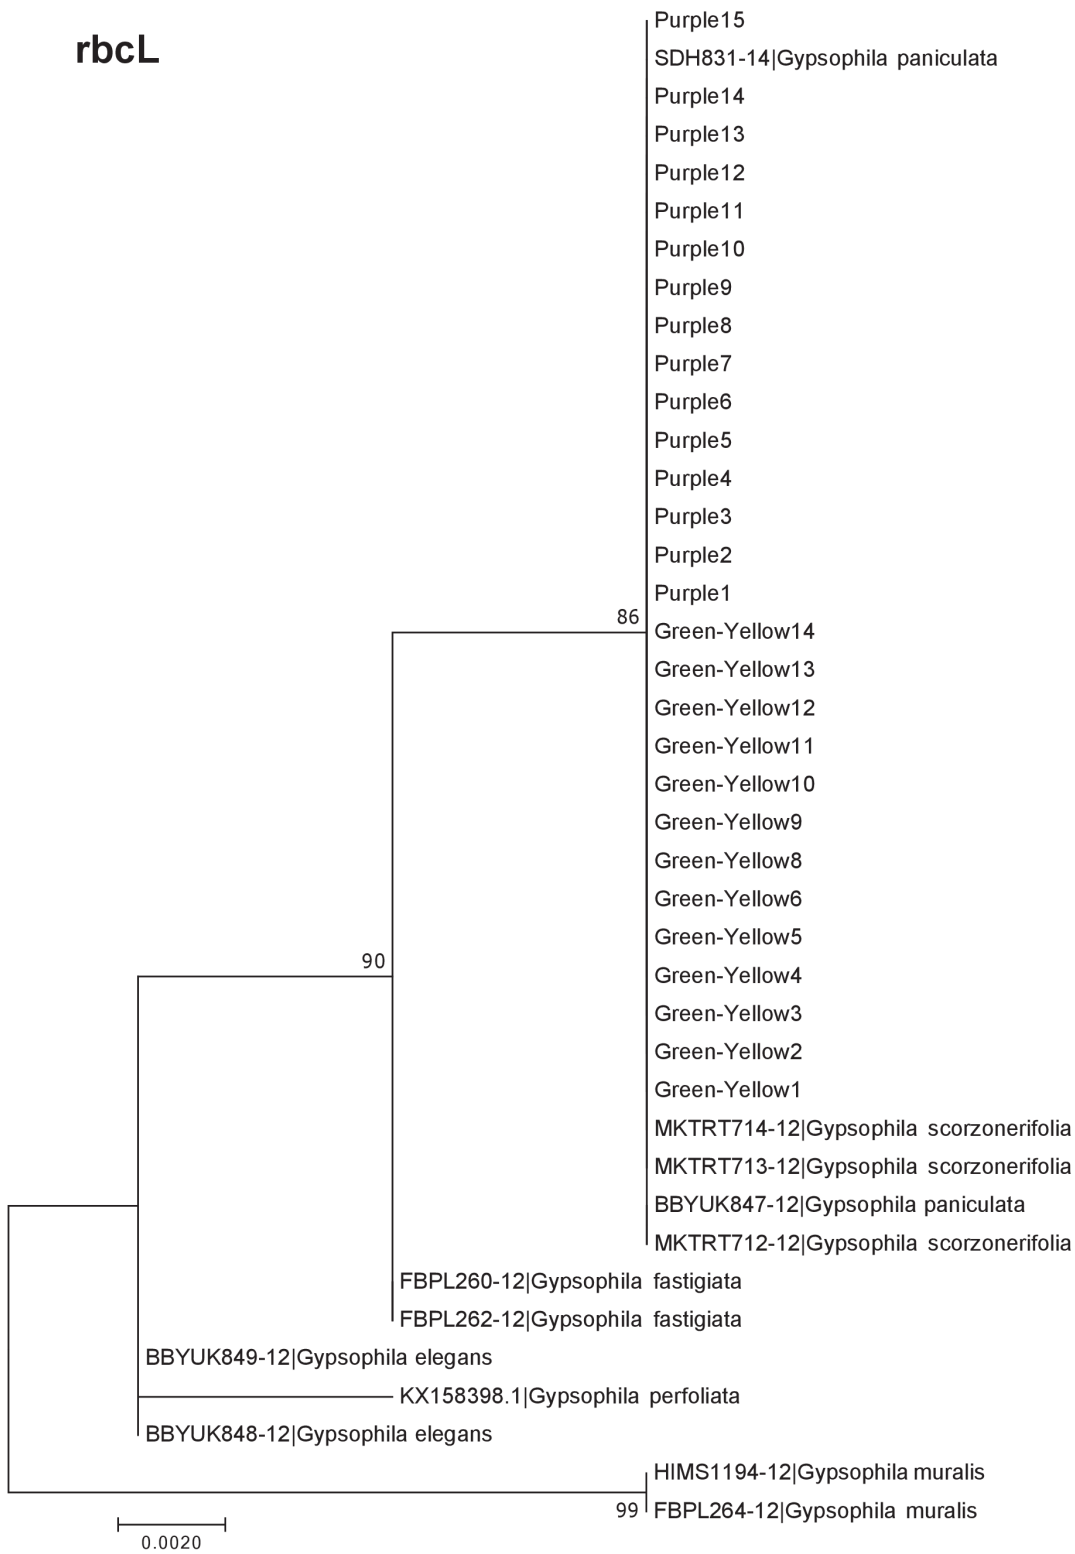 rbcL
Purple15
SDH831-14|Gypsophila paniculata
Purple14
Purple13
Purple12
Purple11
Purple10
Purple9
Purple8
Purple7
Purple6
Purple5
Purple4
Purple3
Purple2
Purple1
86
Green-Yellow14
Green-Yellow13
Green-Yellow12
Green-Yellow11
Green-Yellow10
Green-Yellow9
Green-Yellow8
Green-Yellow6
Green-Yellow5
90
Green-Yellow4
Green-Yellow3
Green-Yellow2
Green-Yellow1
MKTRT714-12|Gypsophila scorzonerifolia
MKTRT713-12|Gypsophila scorzonerifolia
BBYUK847-12|Gypsophila paniculata
MKTRT712-12|Gypsophila scorzonerifolia
FBPL260-12|Gypsophila fastigiata
FBPL262-12|Gypsophila fastigiata
BBYUK849-12|Gypsophila elegans
KX158398.1|Gypsophila perfoliata
BBYUK848-12|Gypsophila elegans
HIMS1194-12|Gypsophila muralis
99
FBPL264-12|Gypsophila muralis
0.0020